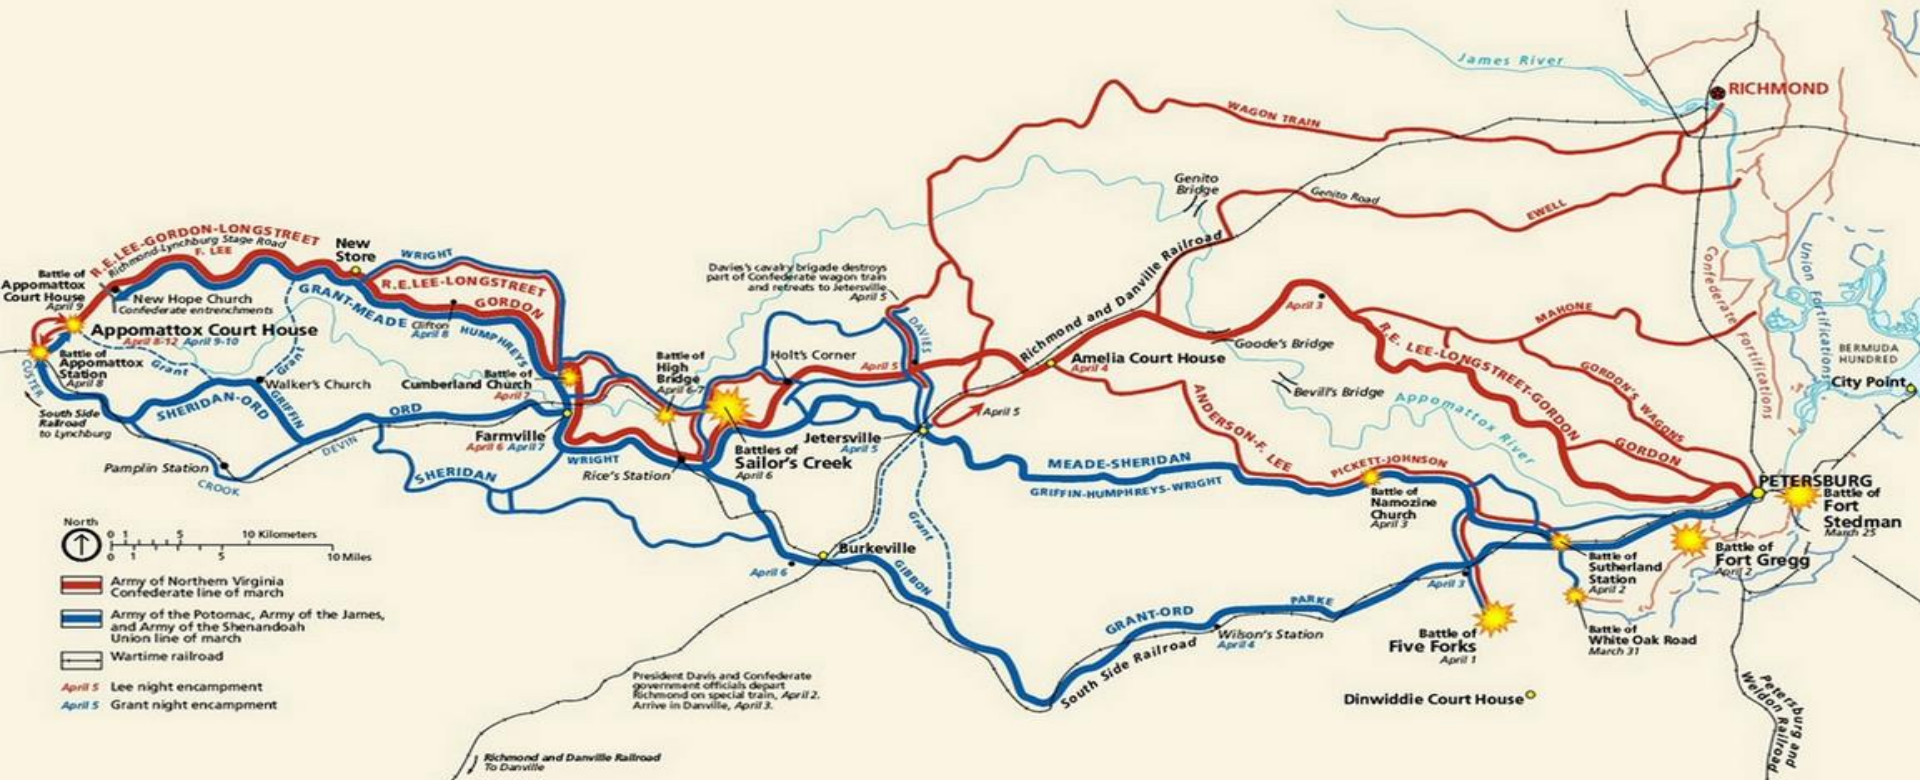 James River
RICHMOND
WAGON TRAIN
Genito
Bridge
Genito Road
EWELL
Richmond and Danville Railroad
Confederate Fortifications
Union Fortifications
BERMUDA
HUNDRED
City Point
R.E. LEE-GORDON-LONGSTREET
Richmond-Lynchburg Stage Road
F. LEE
New
Store
WRIGHT
R.E.LEE-LONGSTREET
GORDON
GRANT-MEADE
HUMPHREYS
Clifton
April 8
Battle of
Appomattox
Court House
April 9
New Hope Church
Confederate entrenchments
Appomattox Court House
April 8-12 April 9-10
Battle of
Appomattox
Station
April 8
CUSTER
Grant
Grant
Walker's Church
South Side
Railroad
to Lynchburg
SHERIDAN-ORD
GRIFFIN
ORD
DEVIN
Pamplin Station
CROOK
SHERIDAN
Battle of
Cumberland Church
April 7
Farmville
April 6 April 7
WRIGHT
Rice's Station
Battle of
High
Bridge
April 6-7
Battles of
Sailor's Creek
April 6
Davies's cavalry brigade destroys
part of Confederate wagon train
and retreats to Jetersville
April 5
DAVIES
Holt's Corner
April 5
Jetersville
April 5
April 5
Amelia Court House
April 4
Goode's Bridge
Bevill's Bridge
Appomattox River
April 3
MAHONE
R.E. LEE-LONGSTREET-GORDON
GORDON'S WAGONS
GORDON
ANDERSON-F. LEE
PICKETT-JOHNSON
MEADE-SHERIDAN
GRIFFIN-HUMPHREYS-WRIGHT
Battle of
Namozine
Church
April 3
PETERSBURG
Battle of
Fort
Stedman
March 25
Battle of
Fort Gregg
April 2
Battle of
Sutherland
Station
April 2
Battle of
White Oak Road
March 31
Battle of
Five Forks
April 1
Dinwiddie Court House
April 3
Burkeville
April 6
GIBBON
Grant
GRANT-ORD
PARKE
Wilson's Station
April 4
South Side Railroad
Petersburg and
Weldon Railroad
President Davis and Confederate
government officials depart
Richmond on special train, April 2.
Arrive in Danville, April 3.
Richmond and Danville Railroad
To Danville
North
0 1 5 10 Kilometers
0 1 5 10 Miles
Army of Northern Virginia
Confederate line of march
Army of the Potomac, Army of the James,
and Army of the Shenandoah
Union line of march
Wartime railroad
April 5 Lee night encampment
April 5 Grant night encampment